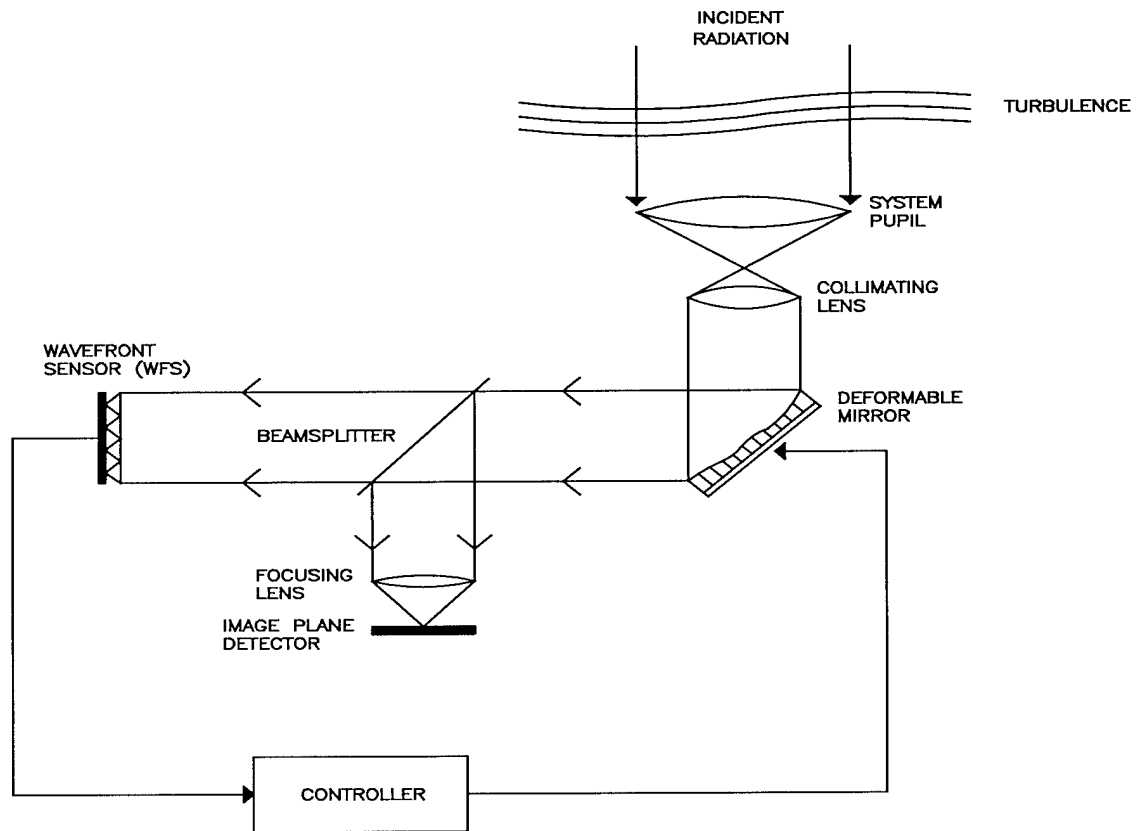 INCIDENT
RADIATION
TURBULENCE
SYSTEM
PUPIL
COLLIMATING
LENS
WAVEFRONT
SENSOR (WFS)
DEFORMABLE
MIRROR
BEAMSPLITTER
FOCUSING
LENS
IMAGE PLANE
DETECTOR
CONTROLLER